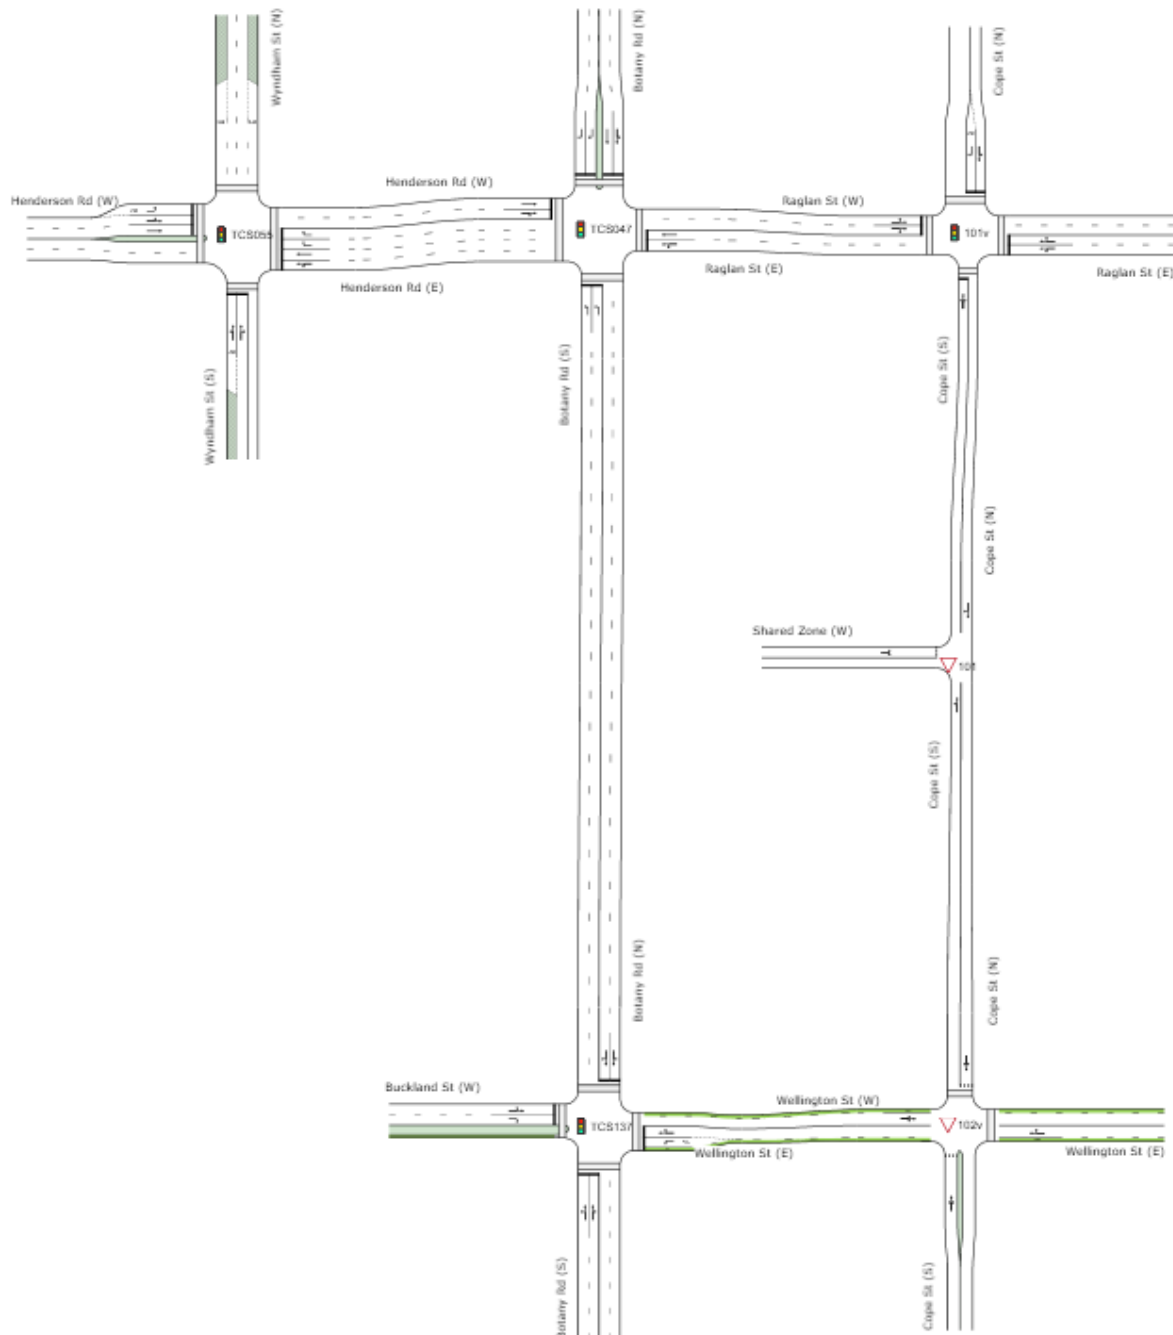 Wyndham St (N)
Botany Rd (N)
Cope St (N)
Henderson Rd (W)
Henderson Rd (W)
Raglan St (W)
TCS055
TCS047
101v
Henderson Rd (E)
Raglan St (E)
Raglan St (E)
Wyndham St (S)
Botany Rd (S)
Cope St (S)
Cope St (N)
Shared Zone (W)
101
Cope St (S)
Botany Rd (N)
Cope St (N)
Buckland St (W)
Wellington St (W)
TCS137
102v
Wellington St (E)
Wellington St (E)
Botany Rd (S)
Cope St (S)